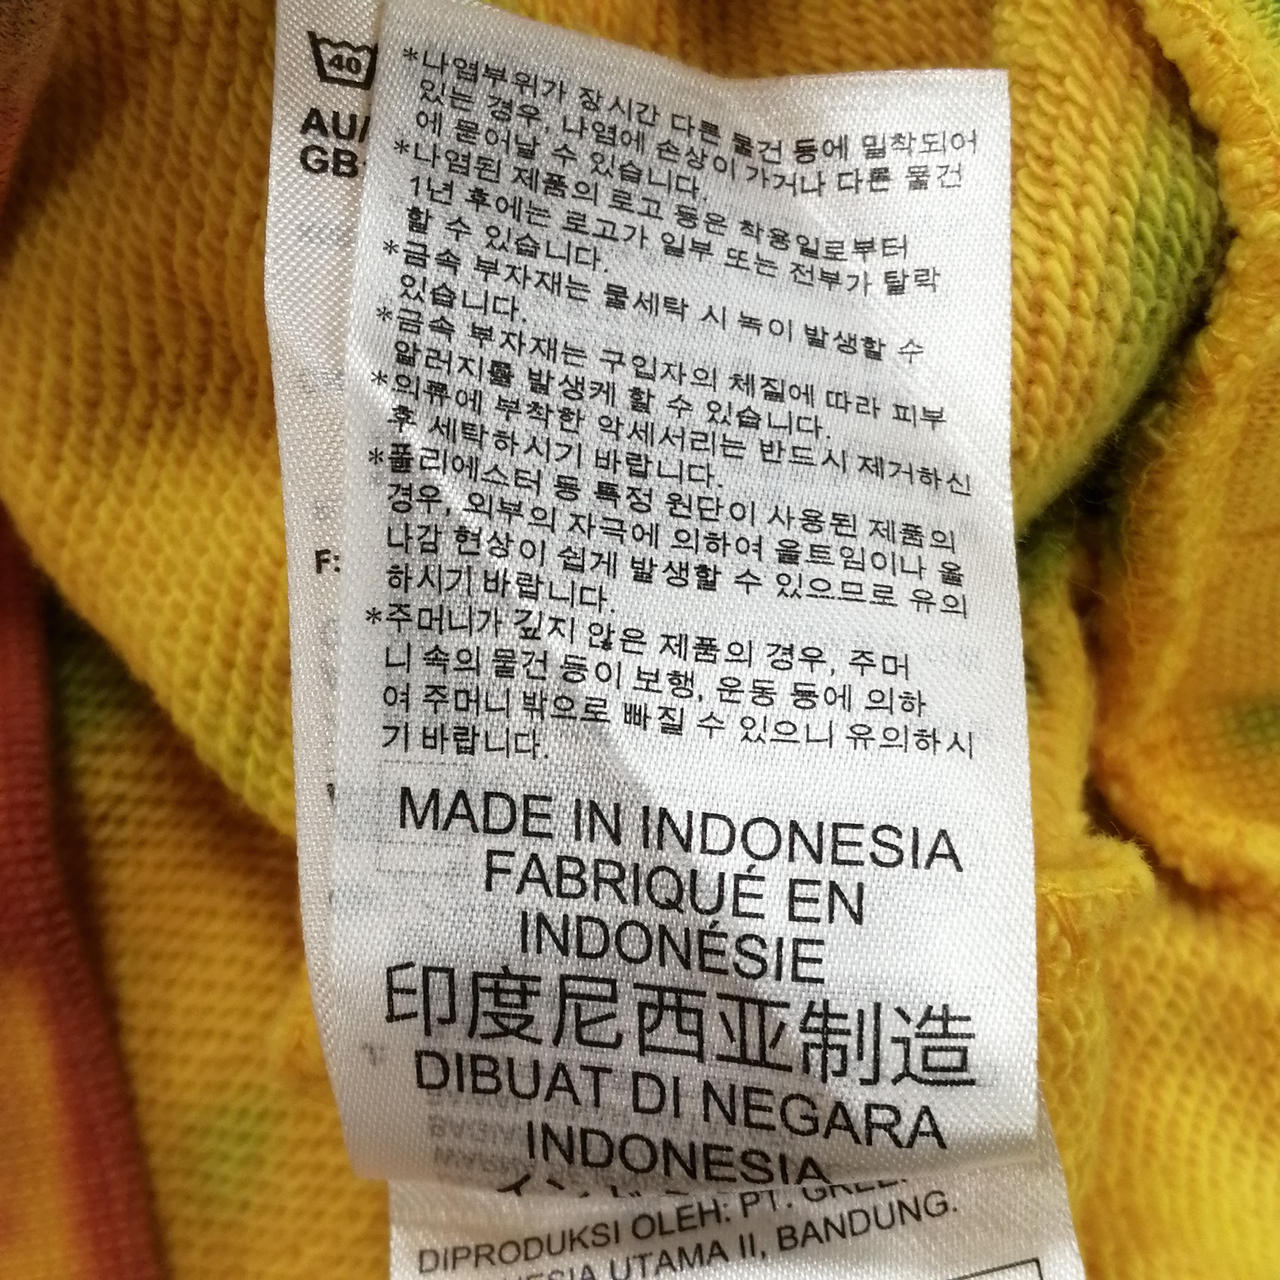 40
AU/
GB
F:
*나염부위가 장시간 다른 물건 등에 밀착되어
있는 경우, 나염에 손상이 가거나 다른 물건
에 묻어날 수 있습니다.
*나염된 제품의 로고 등은 착용일로부터
1년 후에는 로고가 일부 또는 전부가 탈락
할 수 있습니다.
*금속 부자재는 물세탁 시 녹이 발생할 수
있습니다.
*금속 부자재는 구입자의 체질에 따라 피부
알러지를 발생케 할 수 있습니다.
*의류에 부착한 악세서리는 반드시 제거하신
후 세탁하시기 바랍니다.
*폴리에스터 등 특정 원단이 사용된 제품의
경우, 외부의 자극에 의하여 올트임이나 올
나감 현상이 쉽게 발생할 수 있으므로 유의
하시기 바랍니다.
*주머니가 깊지 않은 제품의 경우, 주머
니 속의 물건 등이 보행, 운동 등에 의하
여 주머니 밖으로 빠질 수 있으니 유의하시
기 바랍니다.
MADE IN INDONESIA
FABRIQUÉ EN
INDONÉSIE
印度尼西亚制造
DIBUAT DI NEGARA
INDONESIA
DIPRODUKSI OLEH: PT.
UTAMA II, BANDUNG.